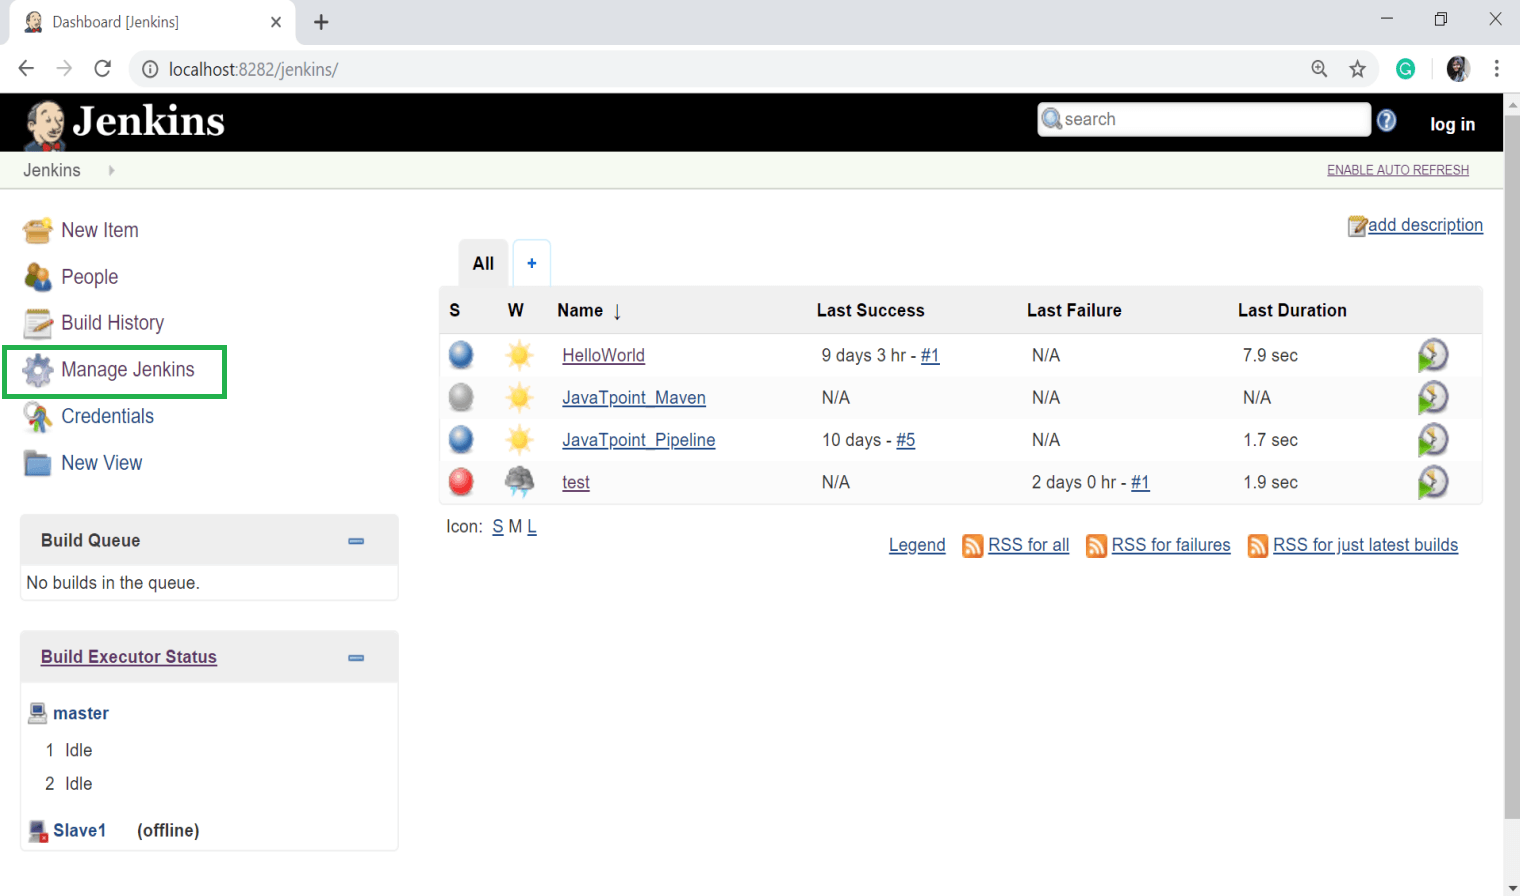 Dashboard [Jenkins]
localhost:8282/jenkins/
Jenkins
search
log in
Jenkins
ENABLE AUTO REFRESH
New Item
People
Build History
Manage Jenkins
Credentials
New View
add description
All +
S W Name ↓ Last Success Last Failure Last Duration
HelloWorld 9 days 3 hr - #1 N/A 7.9 sec
JavaTpoint_Maven N/A N/A N/A
JavaTpoint_Pipeline 10 days - #5 N/A 1.7 sec
test N/A 2 days 0 hr - #1 1.9 sec
Icon: S M L
Legend RSS for all RSS for failures RSS for just latest builds
Build Queue
No builds in the queue.
Build Executor Status
master
1 Idle
2 Idle
Slave1 (offline)